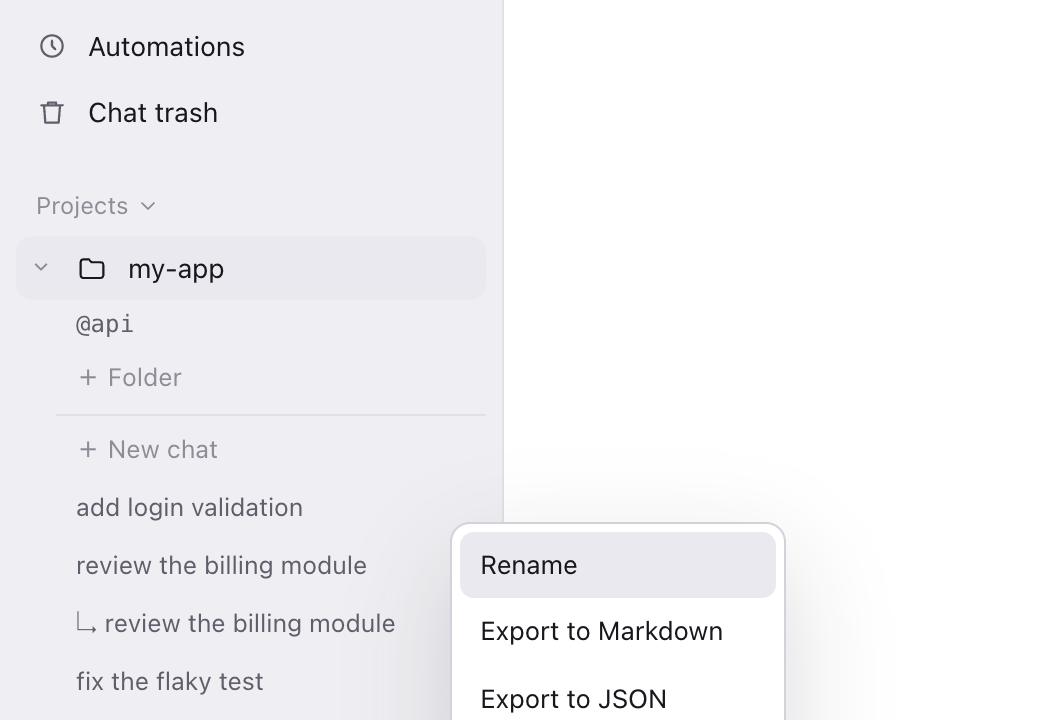 Automations
Chat trash
Projects
my-app
@api
+ Folder
+ New chat
add login validation
review the billing module
review the billing module
fix the flaky test
Rename
Export to Markdown
Export to JSON